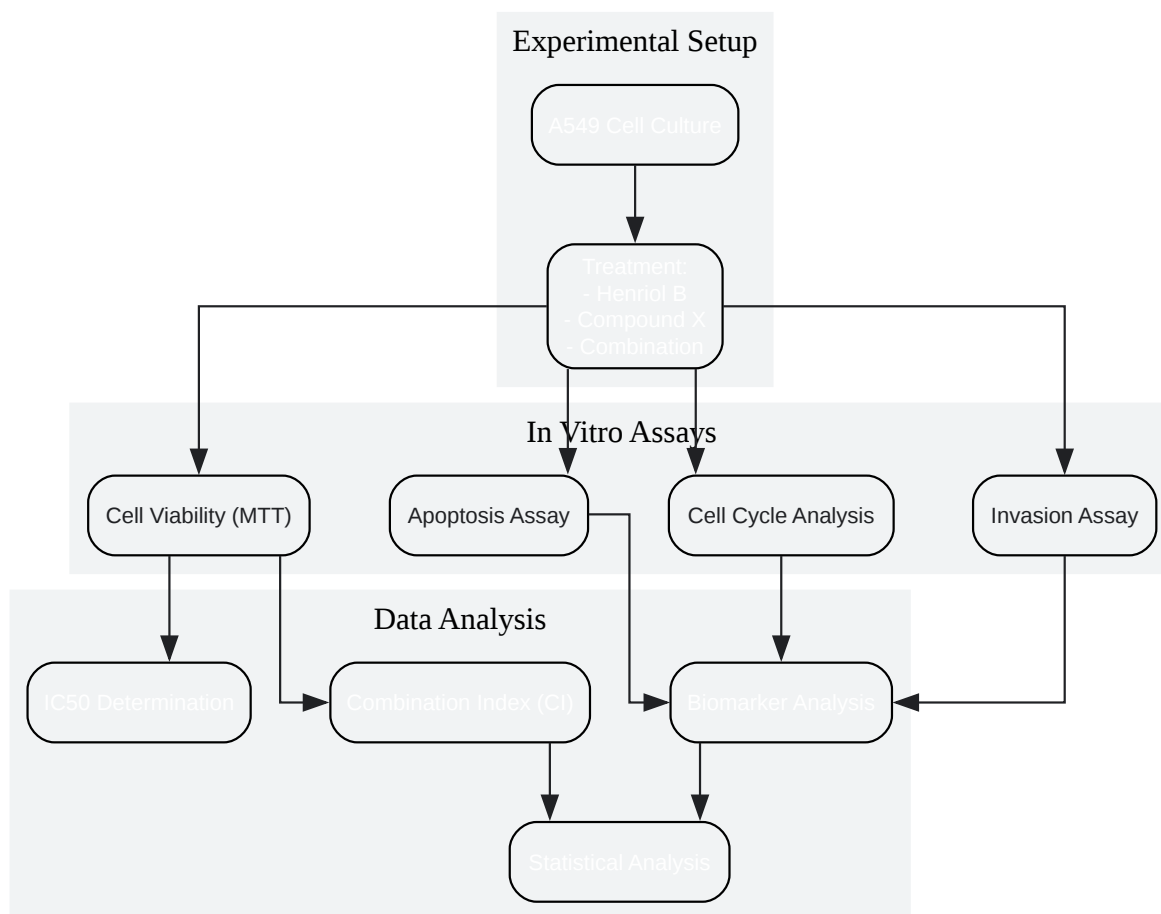 Experimental Setup
A549 Cell Culture
Treatment:
- Henriol B
- Compound X
- Combination
In Vitro Assays
Cell Viability (MTT)
Apoptosis Assay
Cell Cycle Analysis
Invasion Assay
Data Analysis
IC50 Determination
Combination Index (CI)
Biomarker Analysis
Statistical Analysis